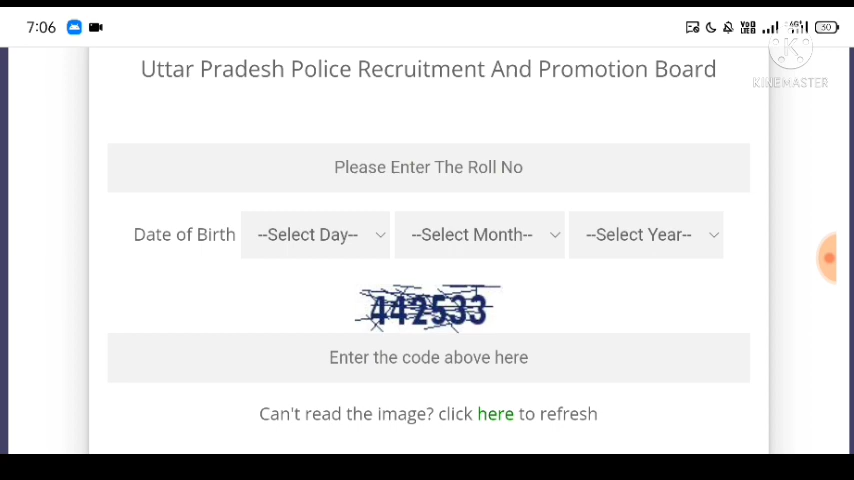 7:06
30
KINEMASTER
Uttar Pradesh Police Recruitment And Promotion Board
Please Enter The Roll No
Date of Birth --Select Day-- --Select Month-- --Select Year--
442533
Enter the code above here
Can't read the image? click here to refresh